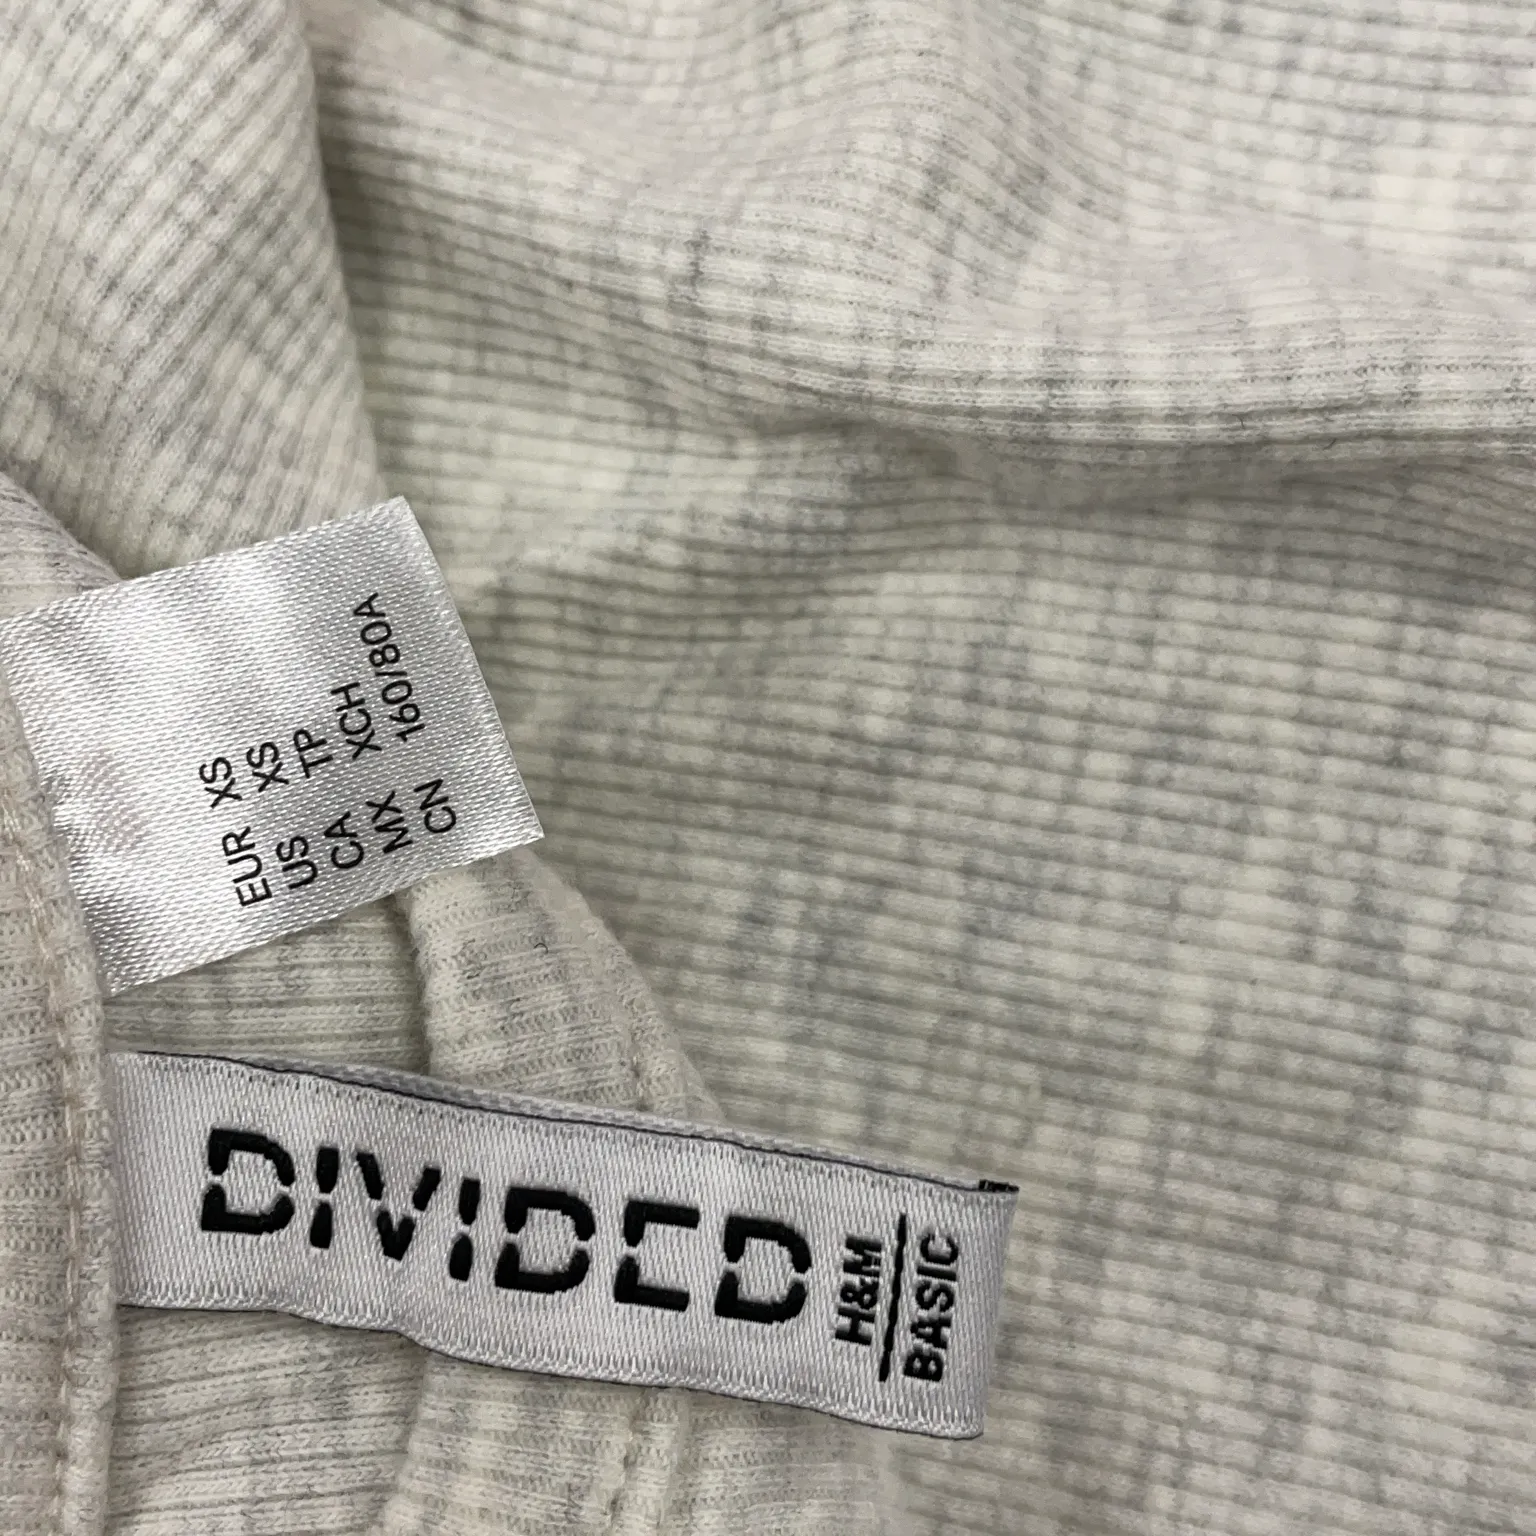 EUR XS
US XS
CA TP
MX XCH
CN 160/80A
DIVIDED
H&M
BASIC